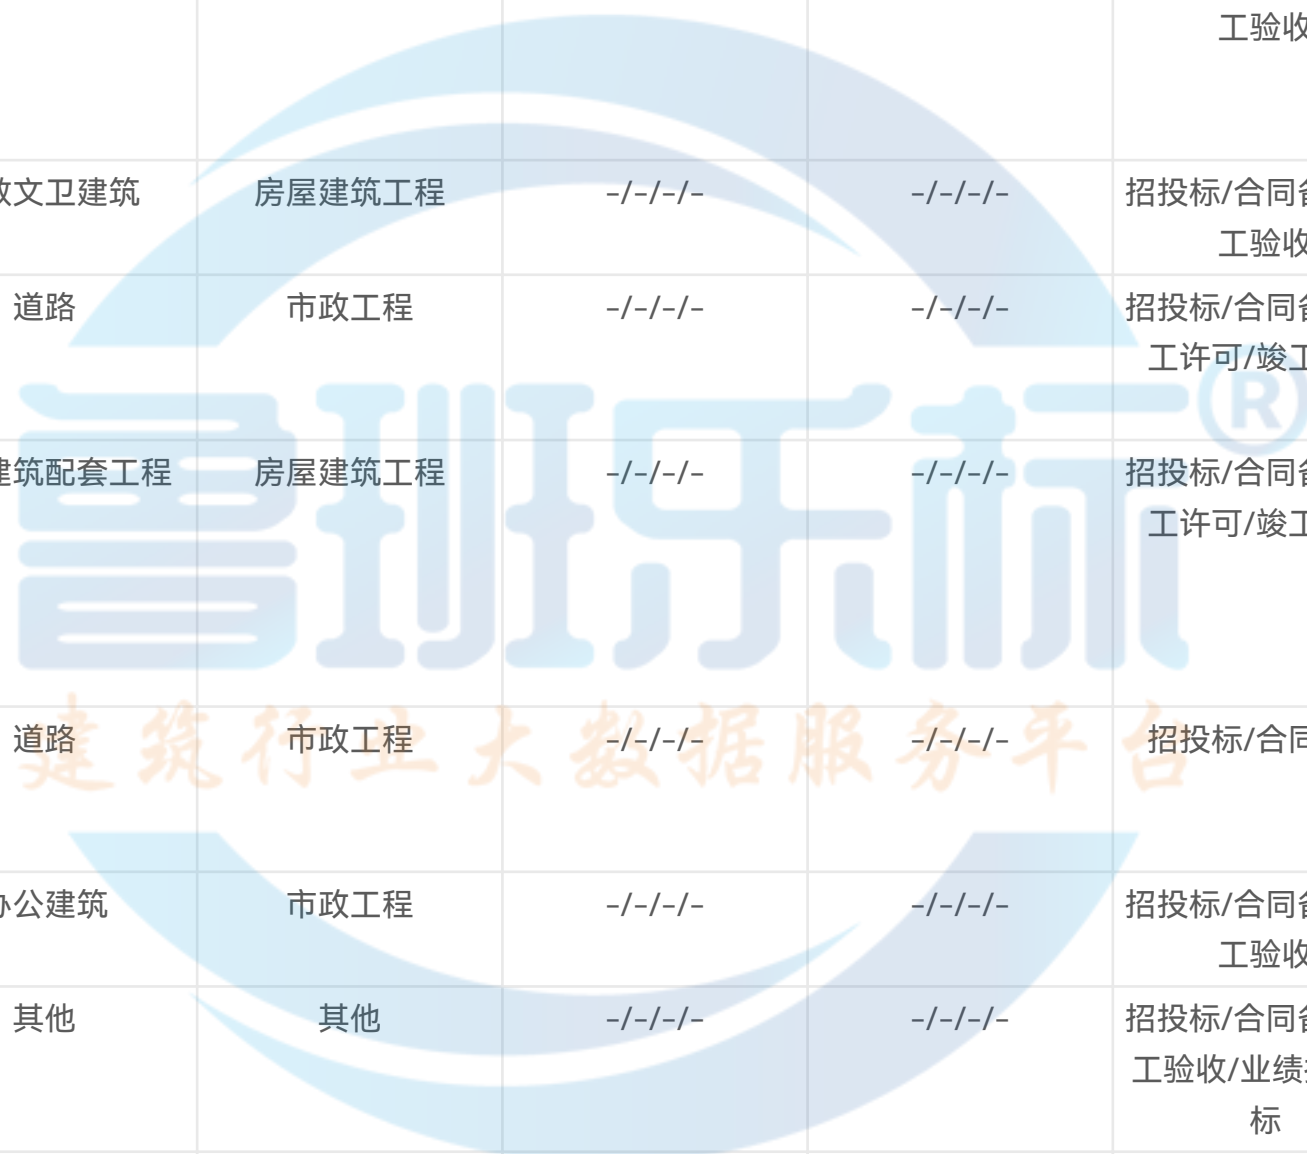 工验收
文卫建筑 房屋建筑工程 –/–/–/– –/–/–/– 招投标/合同
工验收
道路 市政工程 –/–/–/– –/–/–/– 招投标/合同
工许可/竣工
建筑配套工程 房屋建筑工程 –/–/–/– –/–/–/– 招投标/合同
工许可/竣工
道路 市政工程 –/–/–/– –/–/–/– 招投标/合同
办公建筑 市政工程 –/–/–/– –/–/–/– 招投标/合同
工验收
其他 其他 –/–/–/– –/–/–/– 招投标/合同
工验收/业绩
标
鲁班乐标®
建筑行业大数据服务平台